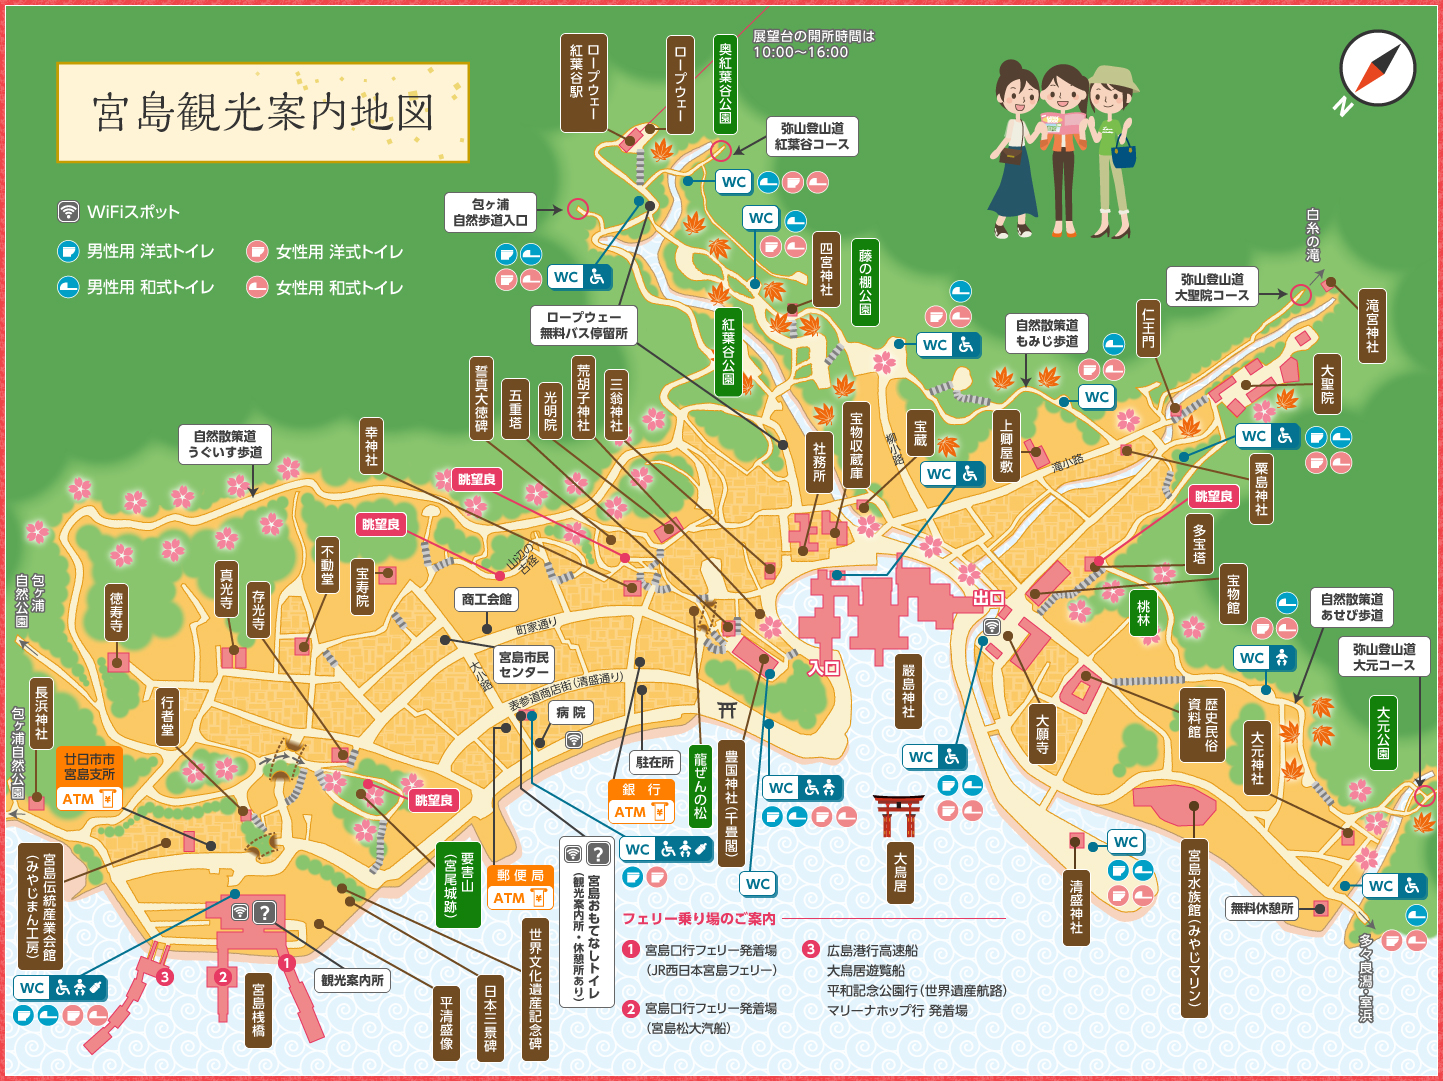 宮島観光案内地図
WiFiスポット
男性用 洋式トイレ
女性用 洋式トイレ
男性用 和式トイレ
女性用 和式トイレ
展望台の開所時間は
10:00〜16:00
N
ロープウェー
紅葉谷駅
ロープウェー
奥紅葉谷公園
弥山登山道
紅葉谷コース
WC
包ヶ浦
自然歩道入口
WC
WC
四宮神社
藤の棚公園
ロープウェー
無料バス停留所
紅葉谷公園
WC
自然散策道
もみじ歩道
WC
仁王門
弥山登山道
大聖院コース
白糸の滝
滝宮神社
大聖院
WC
粟島神社
眺望良
誓真大徳碑
五重塔
光明院
荒胡子神社
三翁神社
社務所
宝物収蔵庫
宝蔵
柳小路
WC
上卿屋敷
滝小路
幸神社
自然散策道
うぐいす歩道
眺望良
眺望良
山辺の
古径
多宝塔
宝物館
桃林
自然散策道
あせび歩道
弥山登山道
大元コース
WC
包ヶ浦
自然公園
徳寿寺
真光寺
存光寺
不動堂
宝寿院
商工会館
町家通り
宮島市民
センター
大小路
表参道商店街(清盛通り)
病院
出口
入口
嚴島神社
大願寺
歴史民俗
資料館
大元神社
大元公園
長浜神社
包ヶ浦自然公園
行者堂
廿日市市
宮島支所
ATM
眺望良
駐在所
銀行
ATM
龍ぜんの松
豊国神社(千畳閣)
WC
WC
WC
大鳥居
WC
清盛神社
宮島水族館(みやじマリン)
無料休憩所
WC
多々良潟・室浜
宮島伝統産業会館
(みやじまん工房)
要害山
(宮尾城跡)
郵便局
ATM
?
宮島おもてなしトイレ
(観光案内所・休憩所あり)
WC
?
WC
3
2
1
宮島桟橋
観光案内所
平清盛像
日本三景碑
世界文化遺産記念碑
フェリー乗り場のご案内
1 宮島口行フェリー発着場
(JR西日本宮島フェリー)
2 宮島口行フェリー発着場
(宮島松大汽船)
3 広島港行高速船
大鳥居遊覧船
平和記念公園行(世界遺産航路)
マリーナホップ行 発着場